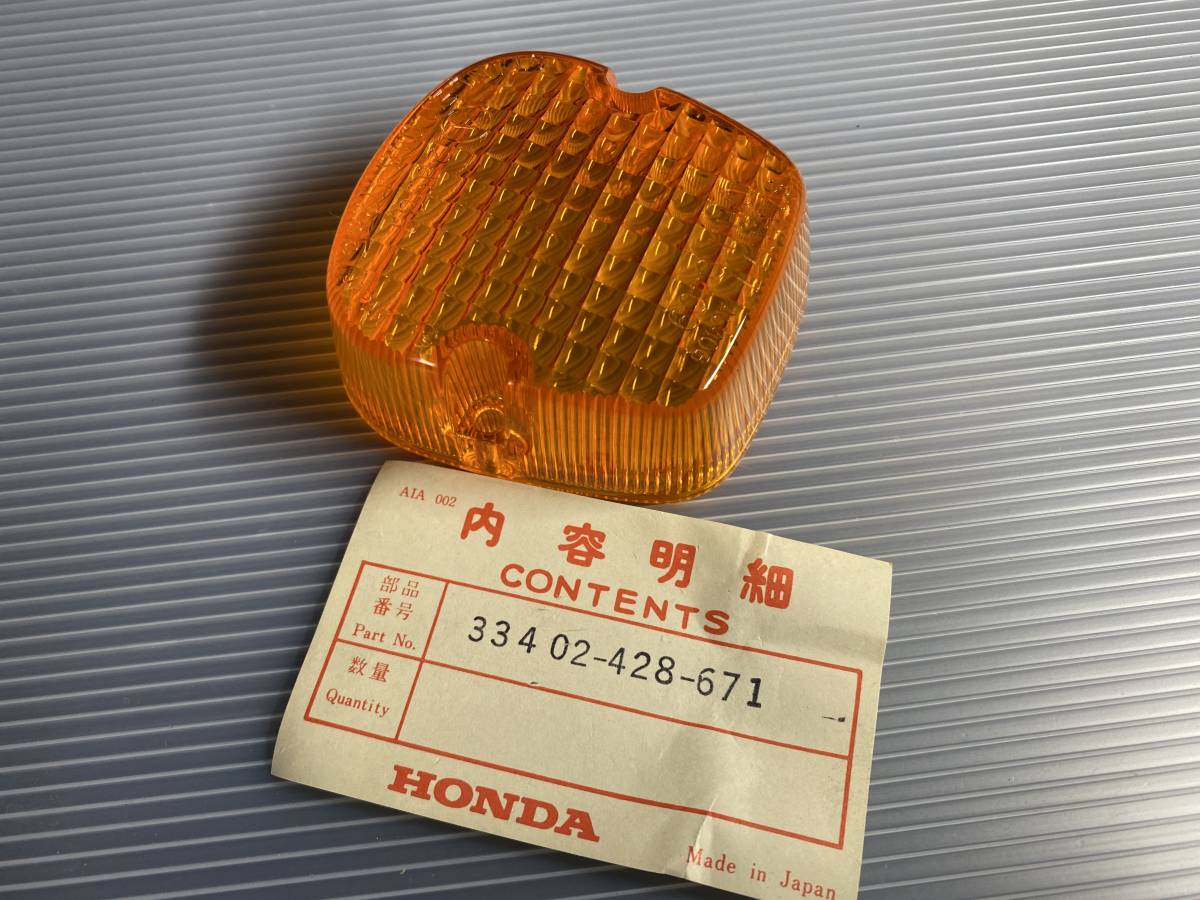 AIA 002
内容明細
CONTENTS
部品
番号
Part No.
33402-428-671
数量
Quantity
HONDA
Made in Japan